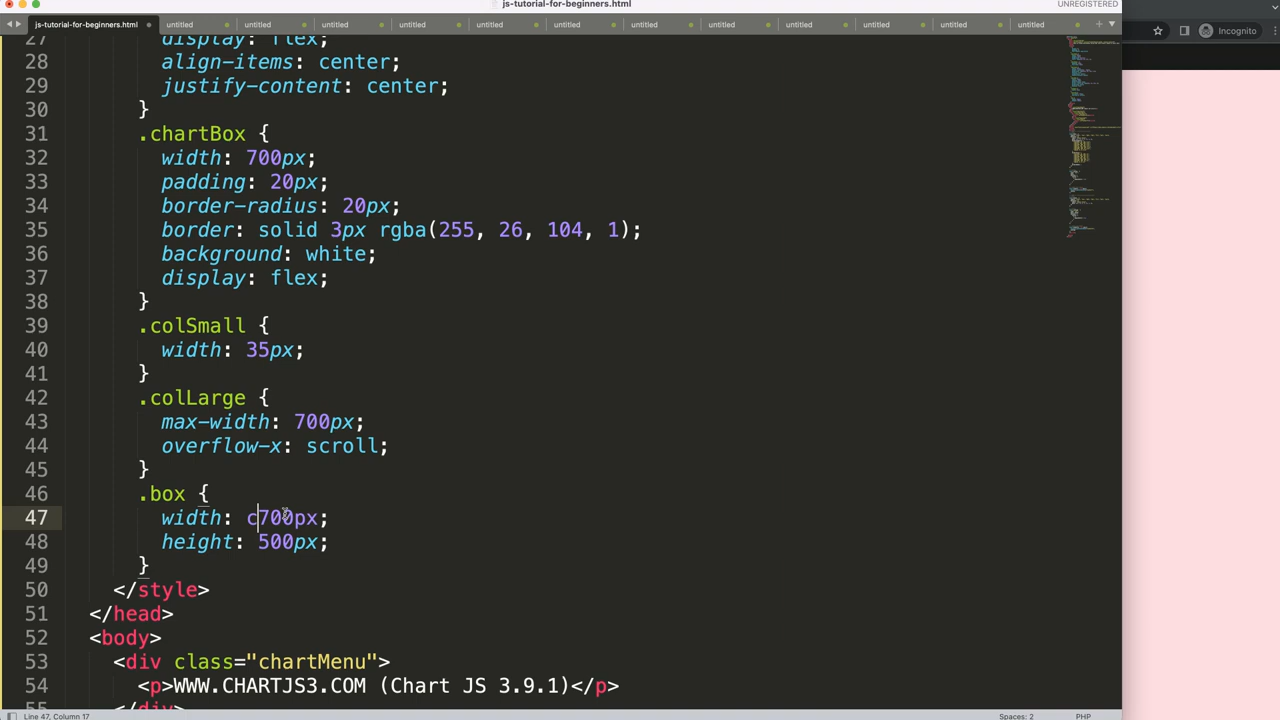 js-tutorial-for-beginners.html
UNREGISTERED
js-tutorial-for-beginners.html untitled untitled untitled untitled untitled untitled untitled untitled untitled untitled untitled untitled
Incognito
27 display: flex;
28 align-items: center;
29 justify-content: center;
30 }
31 .chartBox {
32 width: 700px;
33 padding: 20px;
34 border-radius: 20px;
35 border: solid 3px rgba(255, 26, 104, 1);
36 background: white;
37 display: flex;
38 }
39 .colSmall {
40 width: 35px;
41 }
42 .colLarge {
43 max-width: 700px;
44 overflow-x: scroll;
45 }
46 .box {
47 width: c700px;
48 height: 500px;
49 }
50 </style>
51 </head>
52 <body>
53 <div class="chartMenu">
54 <p>WWW.CHARTJS3.COM (Chart JS 3.9.1)</p>
55 </div>
Line 47, Column 17
Spaces: 2
PHP